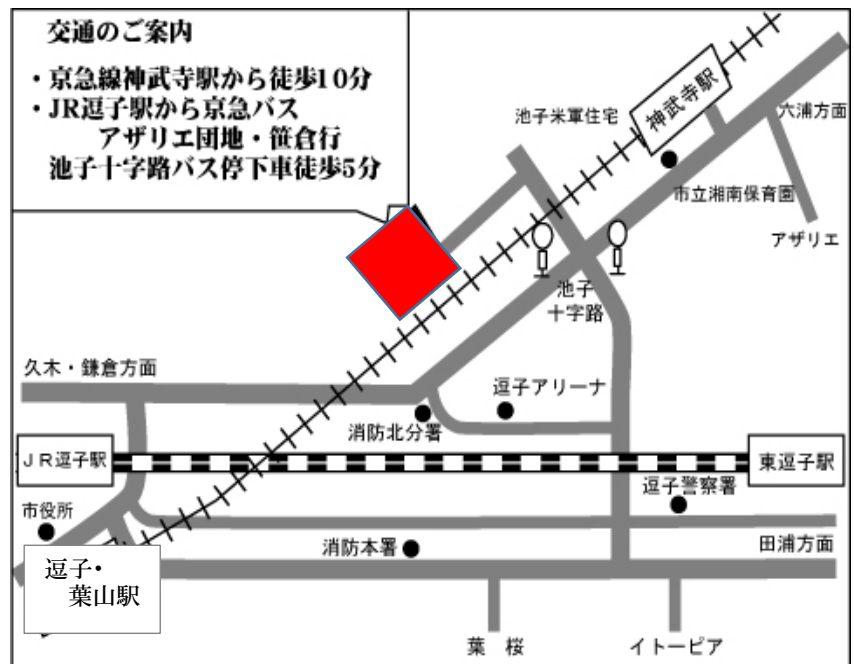 交通のご案内
・京急線神武寺駅から徒歩10分
・JR逗子駅から京急バス
アザリエ団地・笹倉行
池子十字路バス停下車徒歩5分
池子米軍住宅
神武寺駅
六浦方面
市立湘南保育園
アザリエ
池子
十字路
久木・鎌倉方面
逗子アリーナ
消防北分署
JR逗子駅
東逗子駅
逗子警察署
市役所
消防本署
田浦方面
逗子・
葉山駅
葉 桜
イトーピア